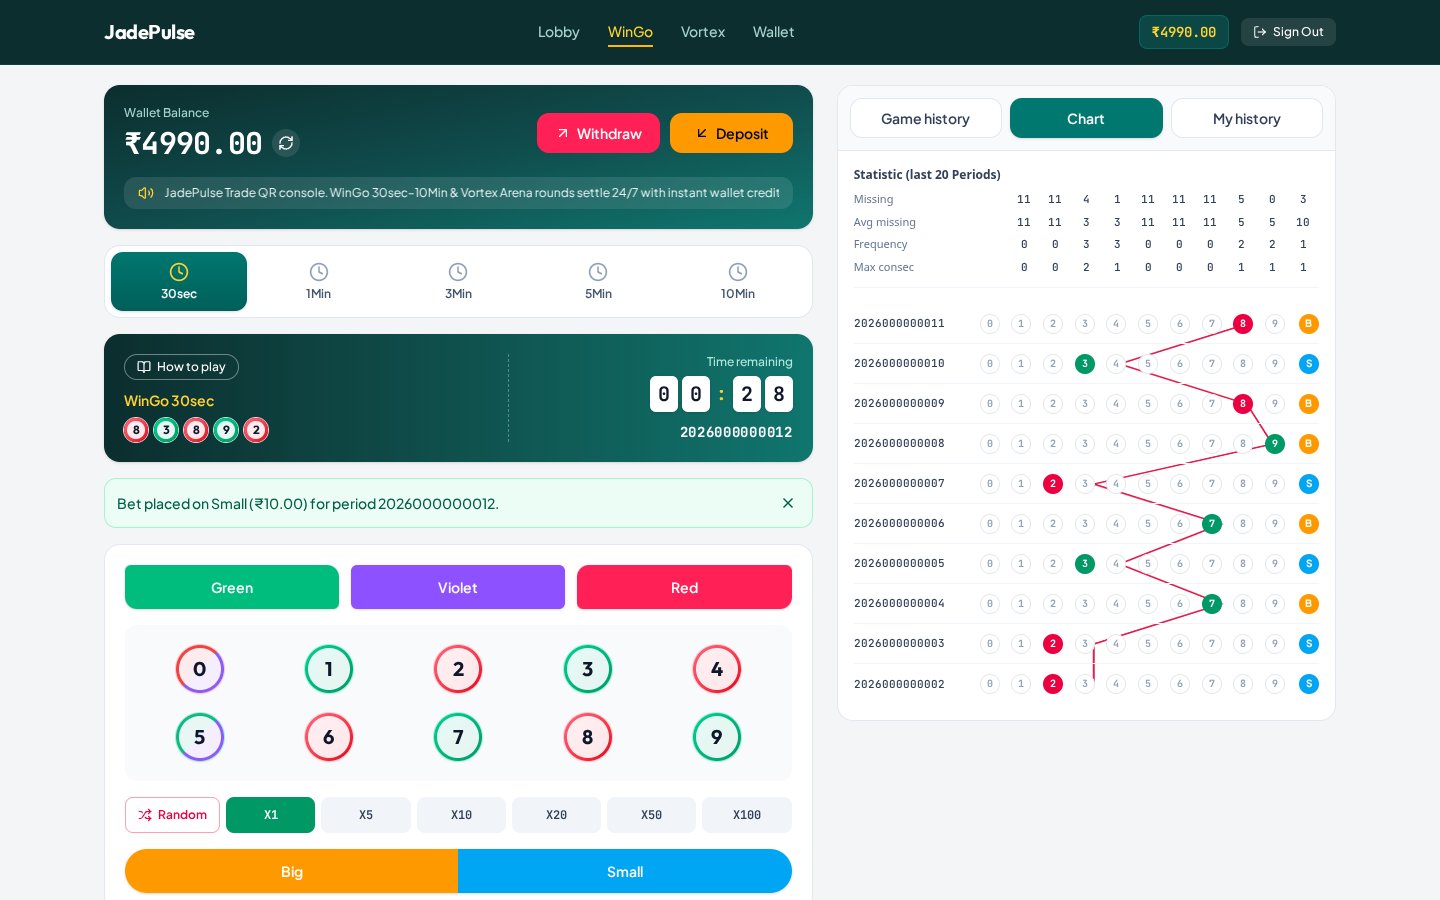 JadePulse
Lobby WinGo Vortex Wallet
₹4990.00 Sign Out
Wallet Balance
₹4990.00
Withdraw Deposit
JadePulse Trade QR console. WinGo 30sec–10Min & Vortex Arena rounds settle 24/7 with instant wallet credit
30sec 1Min 3Min 5Min 10Min
How to play
WinGo 30sec
8 3 8 9 2
Time remaining
0 0 : 2 8
2026000000012
Bet placed on Small (₹10.00) for period 2026000000012.
Green Violet Red
0 1 2 3 4
5 6 7 8 9
Random X1 X5 X10 X20 X50 X100
Big Small
Game history Chart My history
Statistic (last 20 Periods)
Missing 11 11 4 1 11 11 11 5 0 3
Avg missing 11 11 3 3 11 11 11 5 5 10
Frequency 0 0 3 3 0 0 0 2 2 1
Max consec 0 0 2 1 0 0 0 1 1 1
2026000000011 0 1 2 3 4 5 6 7 8 9 B
2026000000010 0 1 2 3 4 5 6 7 8 9 S
2026000000009 0 1 2 3 4 5 6 7 8 9 B
2026000000008 0 1 2 3 4 5 6 7 8 9 B
2026000000007 0 1 2 3 4 5 6 7 8 9 S
2026000000006 0 1 2 3 4 5 6 7 8 9 B
2026000000005 0 1 2 3 4 5 6 7 8 9 S
2026000000004 0 1 2 3 4 5 6 7 8 9 B
2026000000003 0 1 2 3 4 5 6 7 8 9 S
2026000000002 0 1 2 3 4 5 6 7 8 9 S